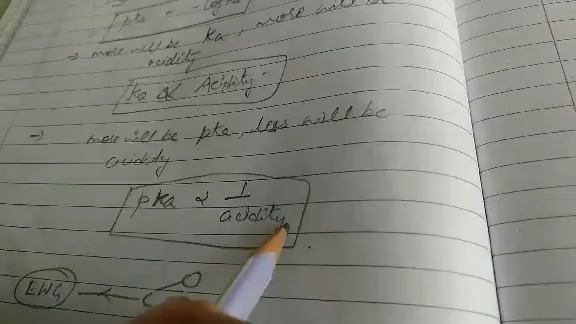 pka = -log ka
→ more will be ka, more will be
acidity
ka ∝ Acidity.
→ more will be pka, less will be
acidity
pka ∝ 1/acidity
EWG ← C O